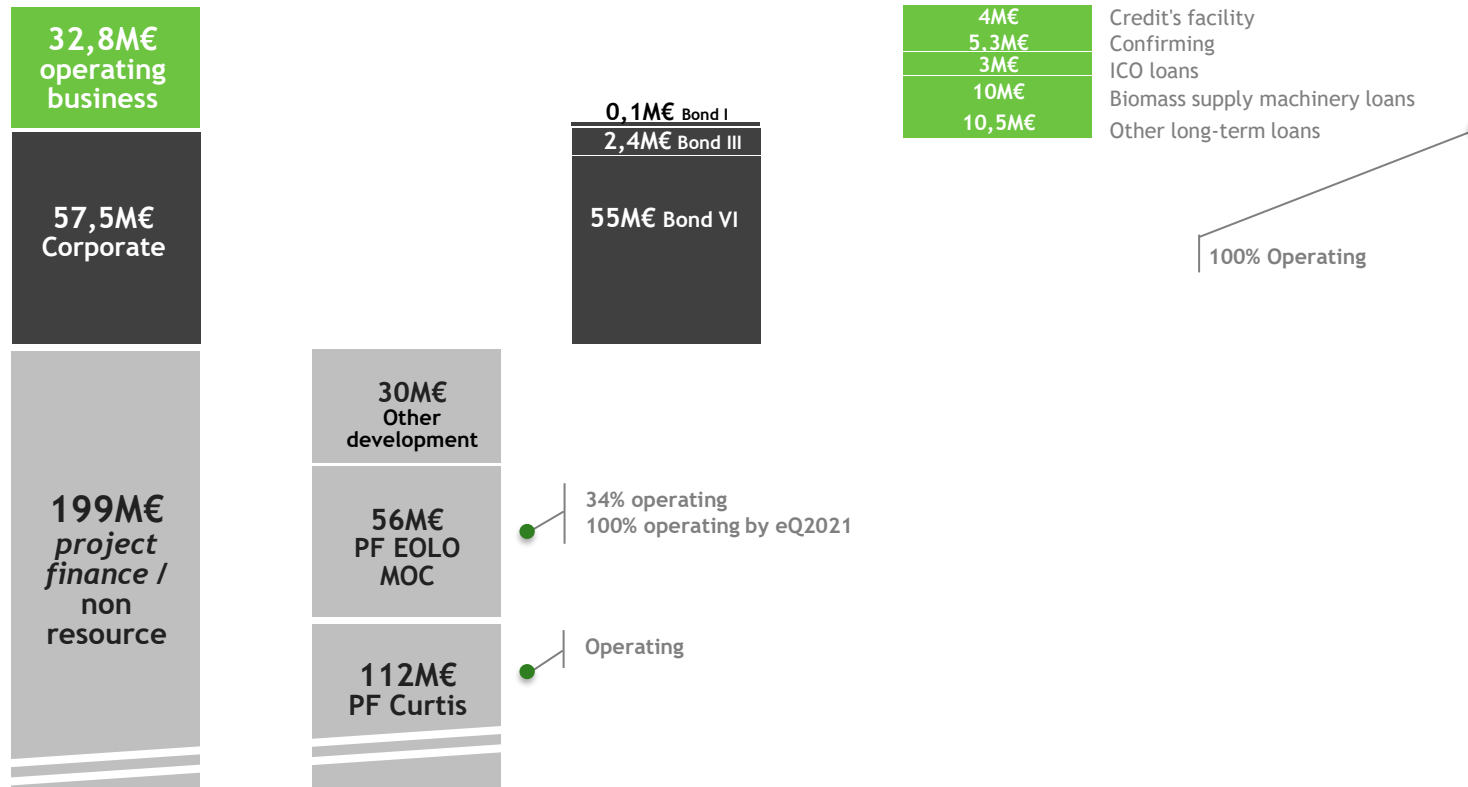 32,8M€
operating
business
57,5M€
Corporate
199M€
project
finance /
non
resource
30M€
Other
development
56M€
PF EOLO
MOC
112M€
PF Curtis
34% operating
100% operating by eQ2021
Operating
0,1M€ Bond I
2,4M€ Bond III
55M€ Bond VI
4M€ Credit's facility
5,3M€ Confirming
3M€ ICO loans
10M€ Biomass supply machinery loans
10,5M€ Other long-term loans
100% Operating